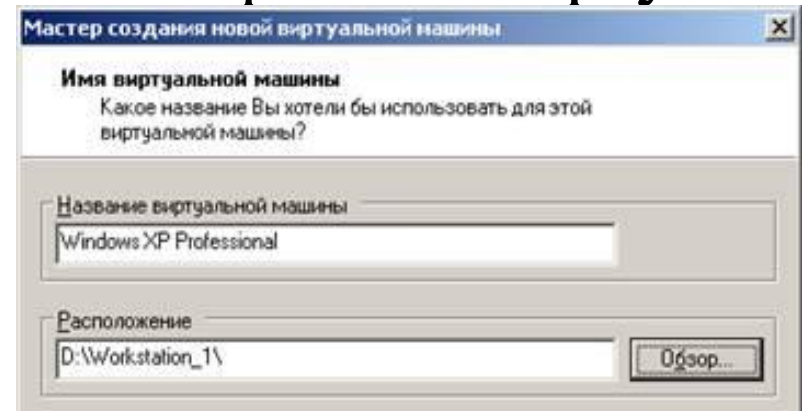 Мастер создания новой виртуальной машины
Имя виртуальной машины
Какое название Вы хотели бы использовать для этой
виртуальной машины?
Название виртуальной машины
Windows XP Professional
Расположение
D:\Workstation_1\
Обзор...